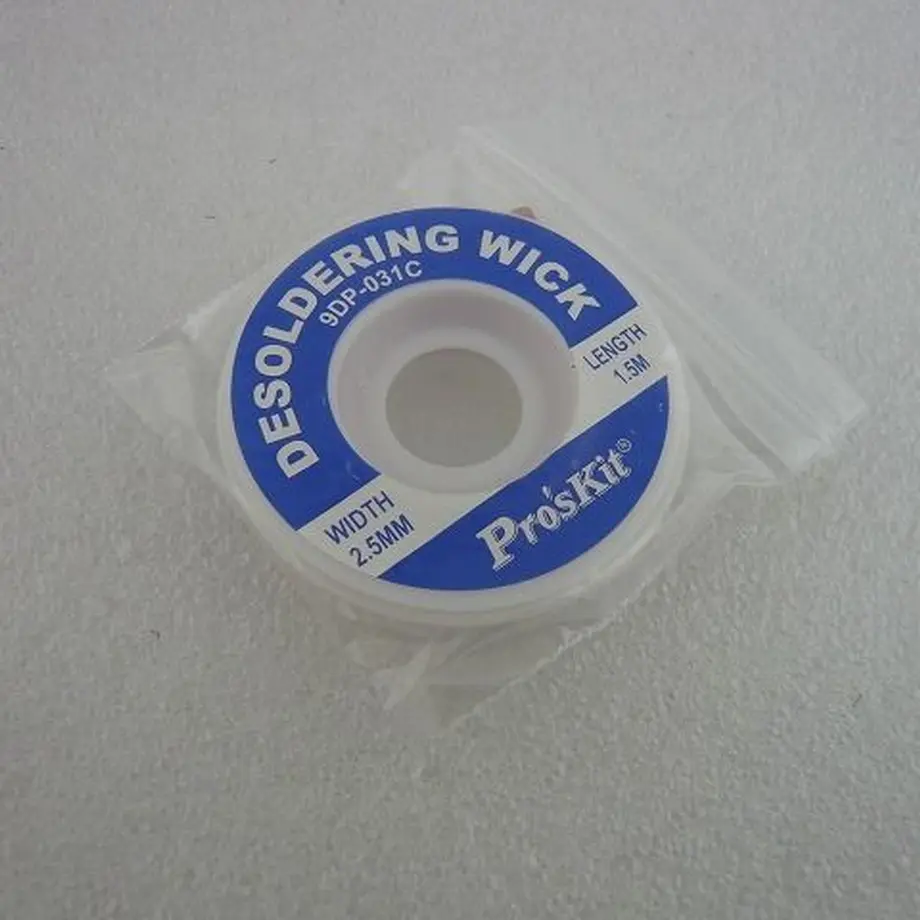 DESOLDERING WICK
9DP-031C
LENGTH
1.5M
WIDTH
2.5MM
Pro'sKit®